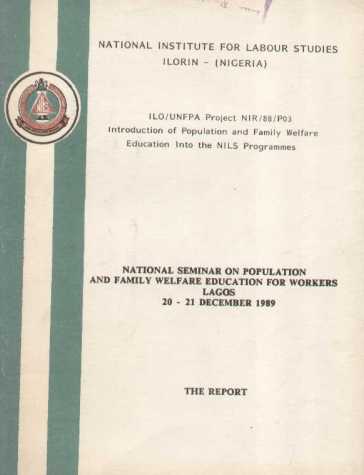 NATIONAL INSTITUTE FOR LABOUR STUDIES
ILORIN - (NIGERIA)
ILO/UNFPA Project NIR/88/P03
Introduction of Population and Family Welfare
Education Into the NILS Programmes
NATIONAL SEMINAR ON POPULATION
AND FAMILY WELFARE EDUCATION FOR WORKERS
LAGOS
20 - 21 DECEMBER 1989
THE REPORT